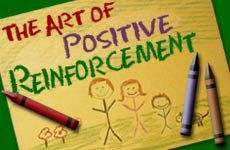 THE ART OF
POSITIVE
REINFORCEMENT